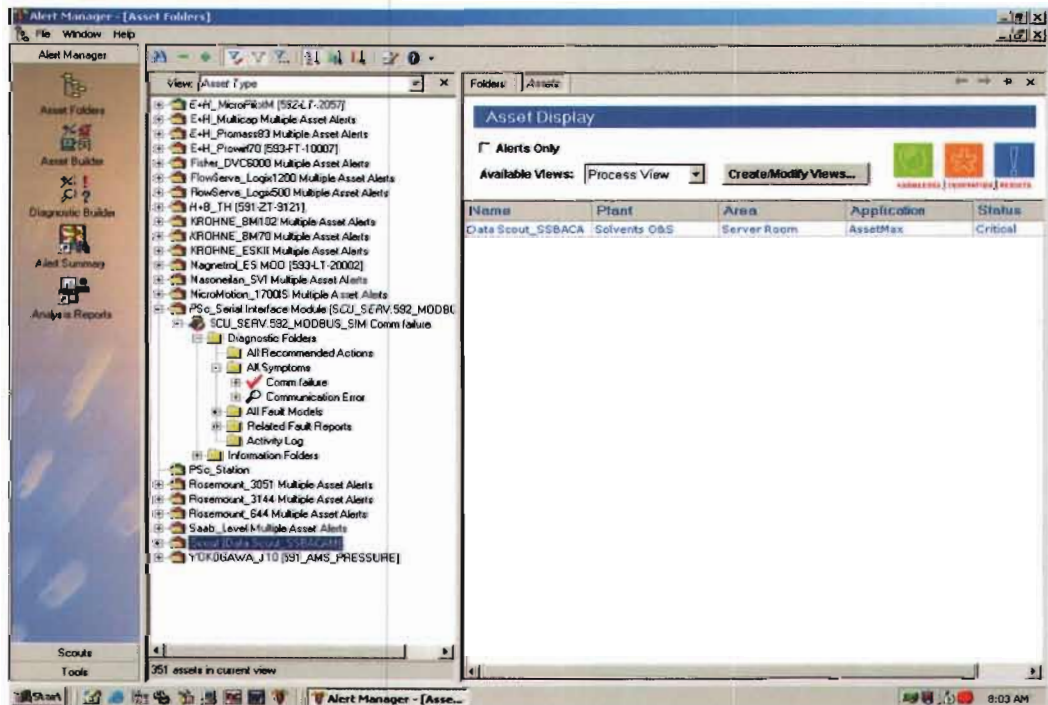 Alert Manager - [Asset Folders]
File Window Help
Alert Manager
Asset Folders
Asset Builder
Diagnostic Builder
Alert Summary
Analysis Reports
Scouts
Tools
View: Asset Type
E+H_MicroPilotM [592-LT-2057]
E+H_Multicap Multiple Asset Alerts
E+H_Promass83 Multiple Asset Alerts
E+H_Prowirl70 [593-FT-10007]
Fisher_DVC6000 Multiple Asset Alerts
FlowServe_Logix1200 Multiple Asset Alerts
FlowServe_Logix500 Multiple Asset Alerts
H+B_TH [591-ZT-9121]
KROHNE_BM102 Multiple Asset Alerts
KROHNE_BM70 Multiple Asset Alerts
KROHNE_ESKII Multiple Asset Alerts
Magnetrol_ES MOD [593-LT-20002]
Masoneilan_SVI Multiple Asset Alerts
MicroMotion_1700IS Multiple Asset Alerts
PSc_Serial Interface Module [SCU_SERV.592_MODBU
SCU_SERV.592_MODBUS_SIM Comm failure
Diagnostic Folders
All Recommended Actions
All Symptoms
Comm failure
Communication Error
All Fault Models
Related Fault Reports
Activity Log
Information Folders
PSc_Station
Rosemount_3051 Multiple Asset Alerts
Rosemount_3144 Multiple Asset Alerts
Rosemount_644 Multiple Asset Alerts
Saab_Level Multiple Asset Alerts
YOKOGAWA_J10 [591_AMS_PRESSURE]
351 assets in current view
Folders Assets
Asset Display
Alerts Only
Available Views: Process View Create/Modify Views...
KNOWLEDGE INNOVATION RESULTS
Name Plant Area Application Status
Data Scout_SSBACA Solvents O&S Server Room AssetMax Critical
Start Alert Manager - [Asse... 8:03 AM